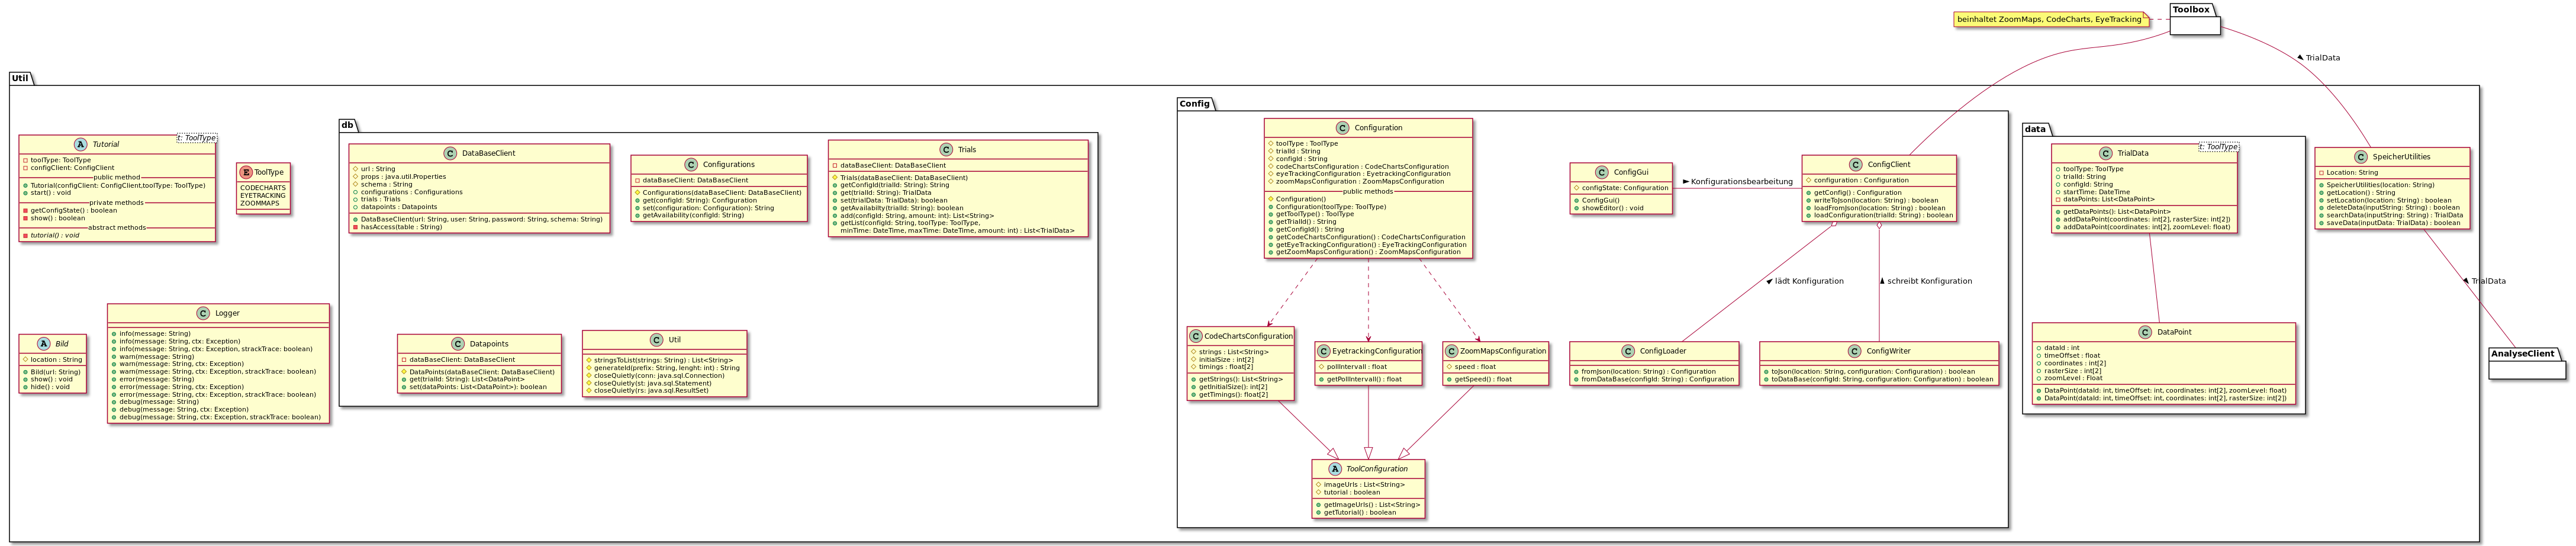 beinhaltet ZoomMaps, CodeCharts, EyeTracking
Toolbox
TrialData
Util
Tutorial
t: ToolType
toolType: ToolType
configClient: ConfigClient
public method
Tutorial(configClient: ConfigClient,toolType: ToolType)
start() : void
private methods
getConfigState() : boolean
show() : boolean
abstract methods
tutorial() : void
E ToolType
CODECHARTS
EYETRACKING
ZOOMMAPS
db
DataBaseClient
url : String
props : java.util.Properties
schema : String
configurations : Configurations
trials : Trials
datapoints : Datapoints
DataBaseClient(url: String, user: String, password: String, schema: String)
hasAccess(table : String)
Configurations
dataBaseClient: DataBaseClient
Configurations(dataBaseClient: DataBaseClient)
get(configId: String): Configuration
set(configuration: Configuration): String
getAvailability(configId: String)
Trials
dataBaseClient: DataBaseClient
Trials(dataBaseClient: DataBaseClient)
getConfigId(trialId: String): String
get(trialId: String): TrialData
set(trialData: TrialData): boolean
getAvailabilty(trialId: String): boolean
add(configId: String, amount: int): List<String>
getList(configId: String, toolType: ToolType,
minTime: DateTime, maxTime: DateTime, amount: int) : List<TrialData>
Config
Configuration
toolType : ToolType
trialId : String
configId : String
codeChartsConfiguration : CodeChartsConfiguration
eyeTrackingConfiguration : EyetrackingConfiguration
zoomMapsConfiguration : ZoomMapsConfiguration
public methods
Configuration()
Configuration(toolType: ToolType)
getToolType() : ToolType
getTrialId() : String
getConfigId() : String
getCodeChartsConfiguration() : CodeChartsConfiguration
getEyeTrackingConfiguration() : EyeTrackingConfiguration
getZoomMapsConfiguration() : ZoomMapsConfiguration
ConfigGui
configState: Configuration
ConfigGui()
showEditor() : void
Konfigurationsbearbeitung
ConfigClient
configuration : Configuration
getConfig() : Configuration
writeToJson(location: String) : boolean
loadFromJson(location: String) : boolean
loadConfiguration(trialId: String) : boolean
data
TrialData
t: ToolType
toolType: ToolType
trialId: String
configId: String
startTime: DateTime
dataPoints: List<DataPoint>
getDataPoints(): List<DataPoint>
addDataPoint(coordinates: int[2], rasterSize: int[2])
addDataPoint(coordinates: int[2], zoomLevel: float)
SpeicherUtilities
Location: String
SpeicherUtilities(location: String)
getLocation() : String
setLocation(location: String) : boolean
deleteData(inputString: String) : boolean
searchData(inputString: String) : TrialData
saveData(inputData: TrialData) : boolean
lädt Konfiguration
schreibt Konfiguration
TrialData
Bild
location : String
Bild(url: String)
show() : void
hide() : void
Logger
info(message: String)
info(message: String, ctx: Exception)
info(message: String, ctx: Exception, strackTrace: boolean)
warn(message: String)
warn(message: String, ctx: Exception)
warn(message: String, ctx: Exception, strackTrace: boolean)
error(message: String)
error(message: String, ctx: Exception)
error(message: String, ctx: Exception, strackTrace: boolean)
debug(message: String)
debug(message: String, ctx: Exception)
debug(message: String, ctx: Exception, strackTrace: boolean)
Datapoints
dataBaseClient: DataBaseClient
DataPoints(dataBaseClient: DataBaseClient)
get(trialId: String): List<DataPoint>
set(dataPoints: List<DataPoint>): boolean
Util
stringsToList(strings: String) : List<String>
generateId(prefix: String, lenght: int) : String
closeQuietly(conn: java.sql.Connection)
closeQuietly(st: java.sql.Statement)
closeQuietly(rs: java.sql.ResultSet)
CodeChartsConfiguration
strings : List<String>
initialSize : int[2]
timings : float[2]
getStrings(): List<String>
getInitialSize(): int[2]
getTimings(): float[2]
EyetrackingConfiguration
pollIntervall : float
getPollIntervall() : float
ZoomMapsConfiguration
speed : float
getSpeed() : float
ConfigLoader
fromJson(location: String) : Configuration
fromDataBase(configId: String) : Configuration
ConfigWriter
toJson(location: String, configuration: Configuration) : boolean
toDataBase(configId: String, configuration: Configuration) : boolean
DataPoint
dataId : int
timeOffset : float
coordinates : int[2]
rasterSize : int[2]
zoomLevel : Float
DataPoint(dataId: int, timeOffset: int, coordinates: int[2], zoomLevel: float)
DataPoint(dataId: int, timeOffset: int, coordinates: int[2], rasterSize: int[2])
AnalyseClient
ToolConfiguration
imageUrls : List<String>
tutorial : boolean
getImageUrls() : List<String>
getTutorial() : boolean